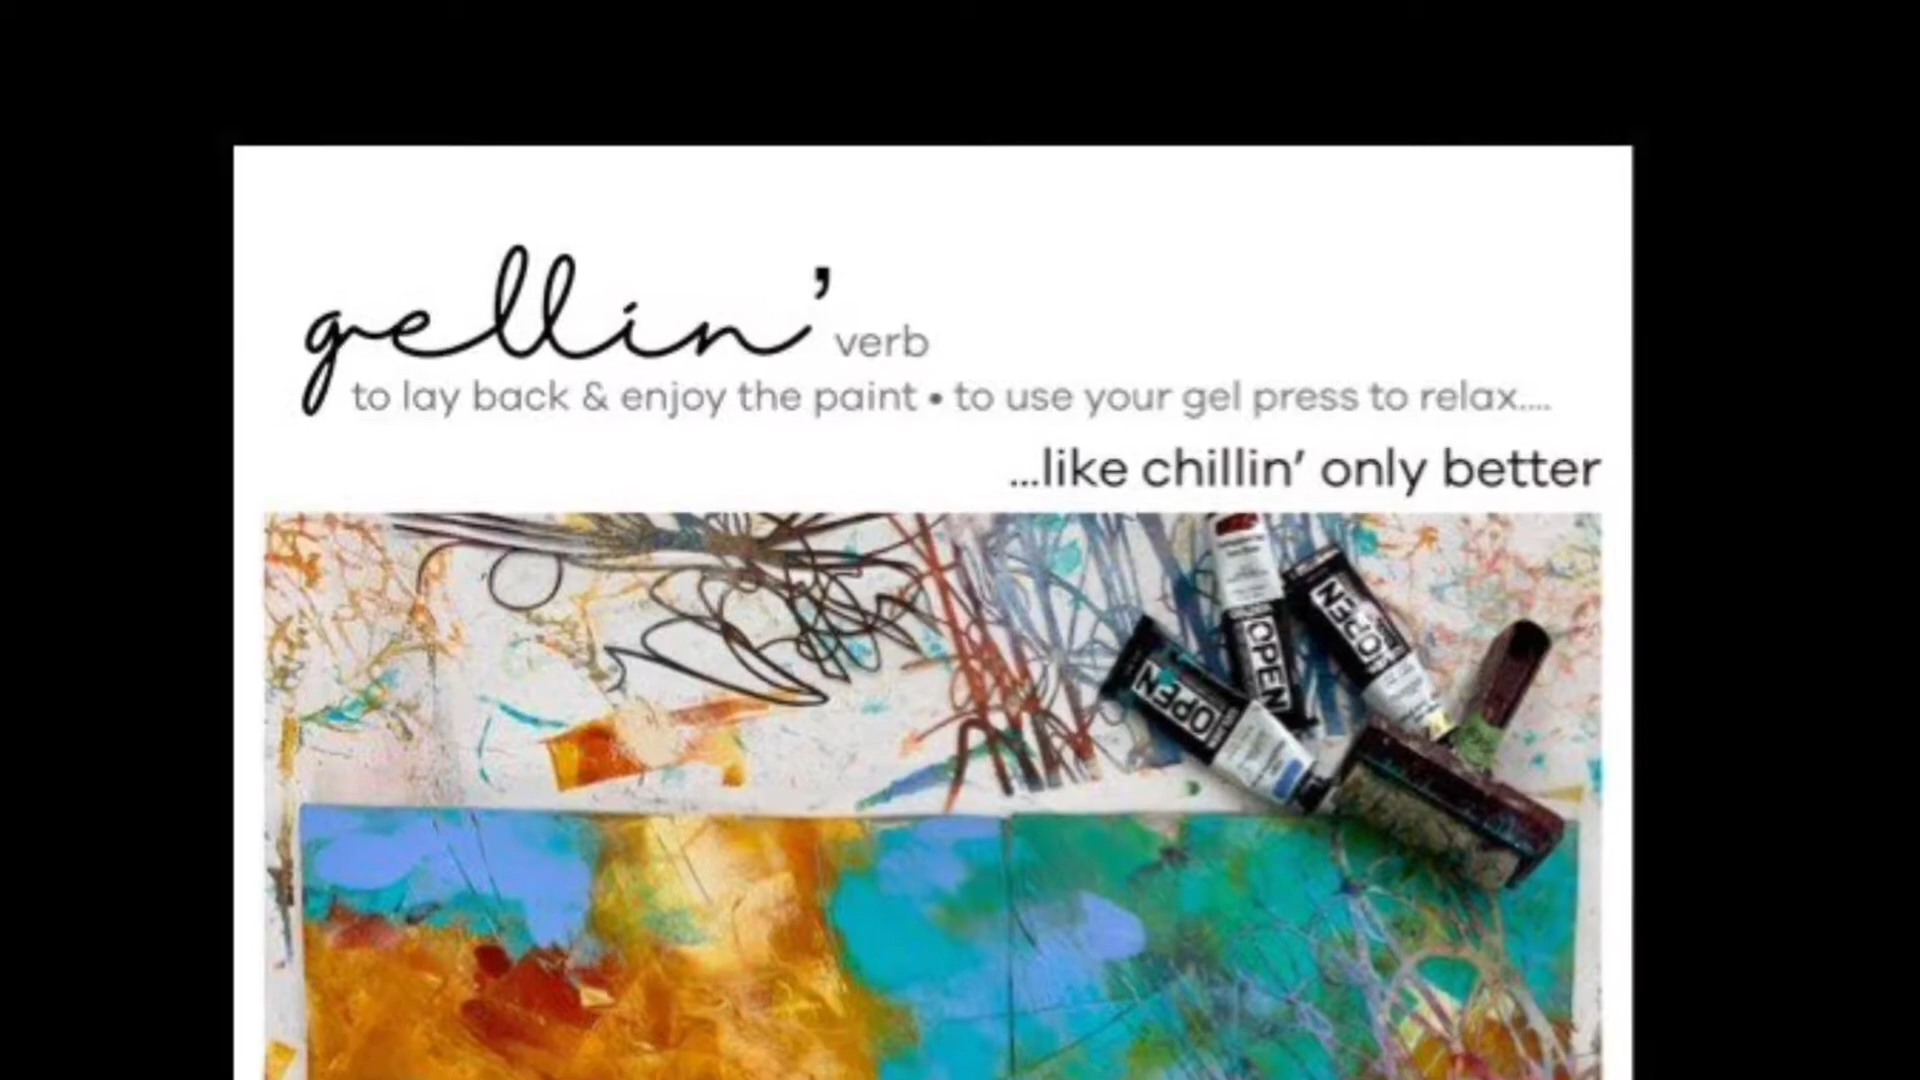 gellin’ verb
to lay back & enjoy the paint • to use your gel press to relax....
...like chillin’ only better
OPEN
OPEN
OPEN